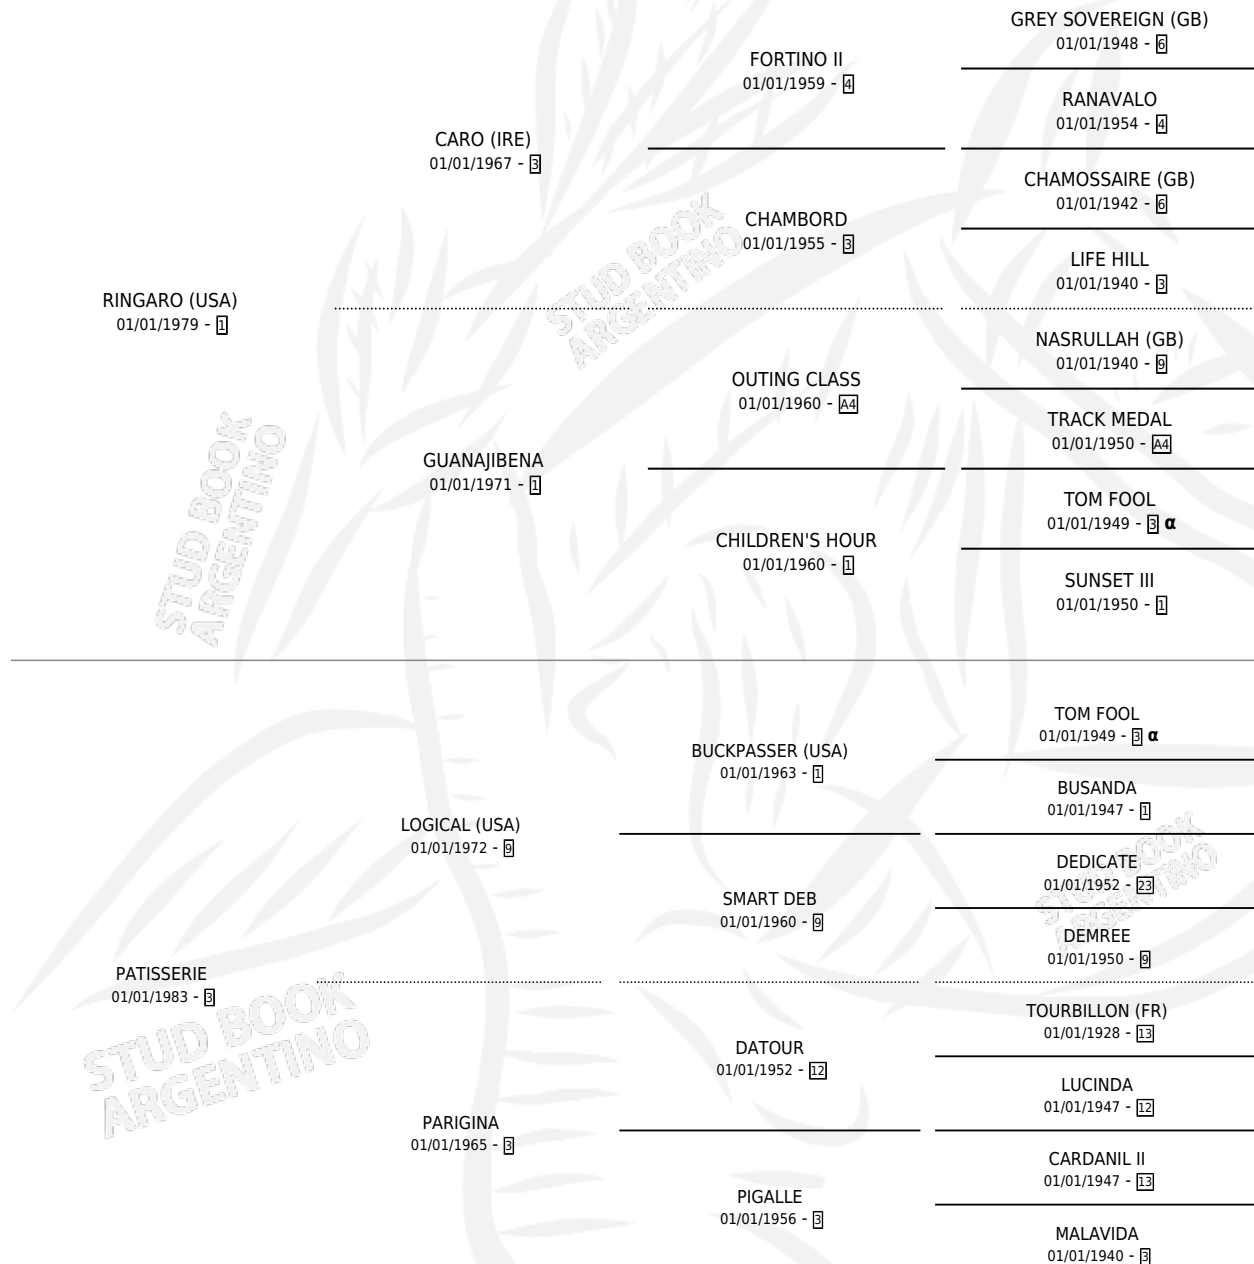 GREY SOVEREIGN (GB)
01/01/1948 - 6
FORTINO II
01/01/1959 - 4
RANAVALO
01/01/1954 - 4
CARO (IRE)
01/01/1967 - 3
CHAMOSSAIRE (GB)
01/01/1942 - 6
CHAMBORD
01/01/1955 - 3
LIFE HILL
01/01/1940 - 3
RINGARO (USA)
01/01/1979 - 1
NASRULLAH (GB)
01/01/1940 - 9
OUTING CLASS
01/01/1960 - A4
TRACK MEDAL
01/01/1950 - A4
GUANAJIBENA
01/01/1971 - 1
TOM FOOL
01/01/1949 - 3 α
CHILDREN'S HOUR
01/01/1960 - 1
SUNSET III
01/01/1950 - 1
TOM FOOL
01/01/1949 - 3 α
BUCKPASSER (USA)
01/01/1963 - 1
BUSANDA
01/01/1947 - 1
LOGICAL (USA)
01/01/1972 - 9
DEDICATE
01/01/1952 - 23
SMART DEB
01/01/1960 - 9
DEMREE
01/01/1950 - 9
PATISSERIE
01/01/1983 - 3
TOURBILLON (FR)
01/01/1928 - 13
DATOUR
01/01/1952 - 12
LUCINDA
01/01/1947 - 12
PARIGINA
01/01/1965 - 3
CARDANIL II
01/01/1947 - 13
PIGALLE
01/01/1956 - 3
MALAVIDA
01/01/1940 - 3
STUD BOOK
ARGENTINO
STUD BOOK
ARGENTINO
STUD BOOK
ARGENTINO
STUD BOOK
ARGENTINO